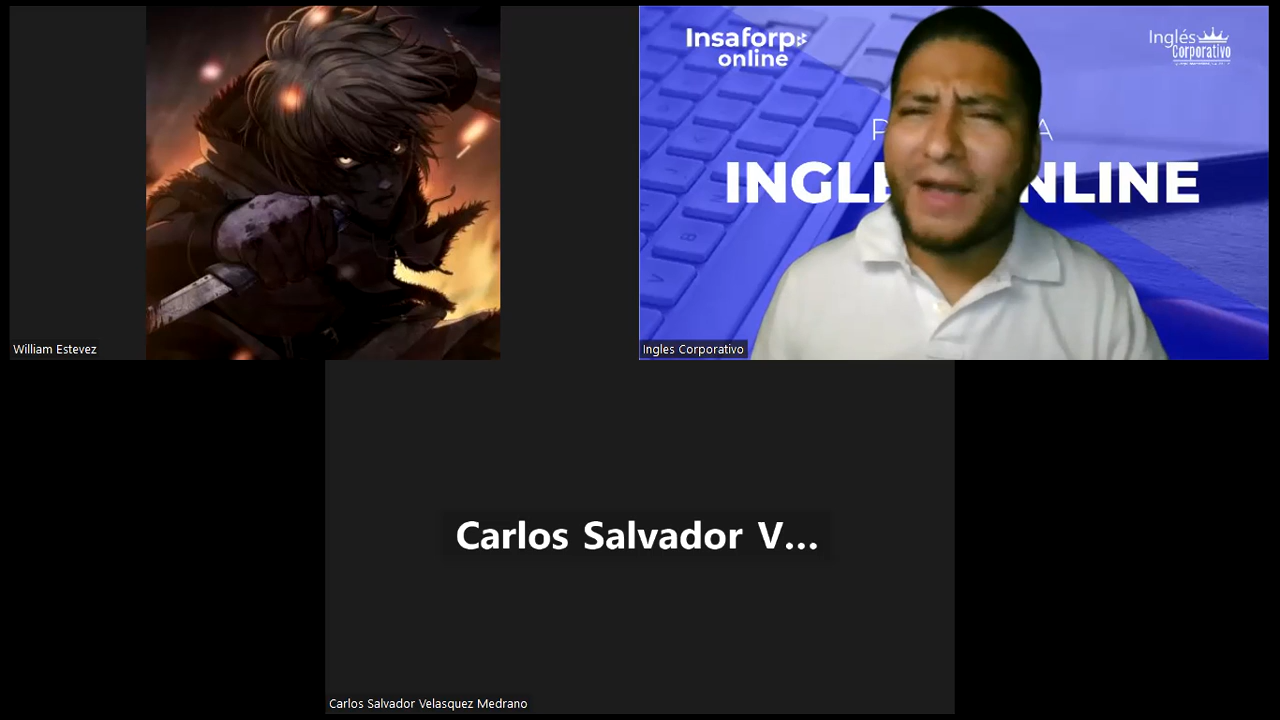 Insaforp
online
Inglés
Corporativo
P A
INGLE NLINE
William Estevez
Ingles Corporativo
Carlos Salvador V...
Carlos Salvador Velasquez Medrano